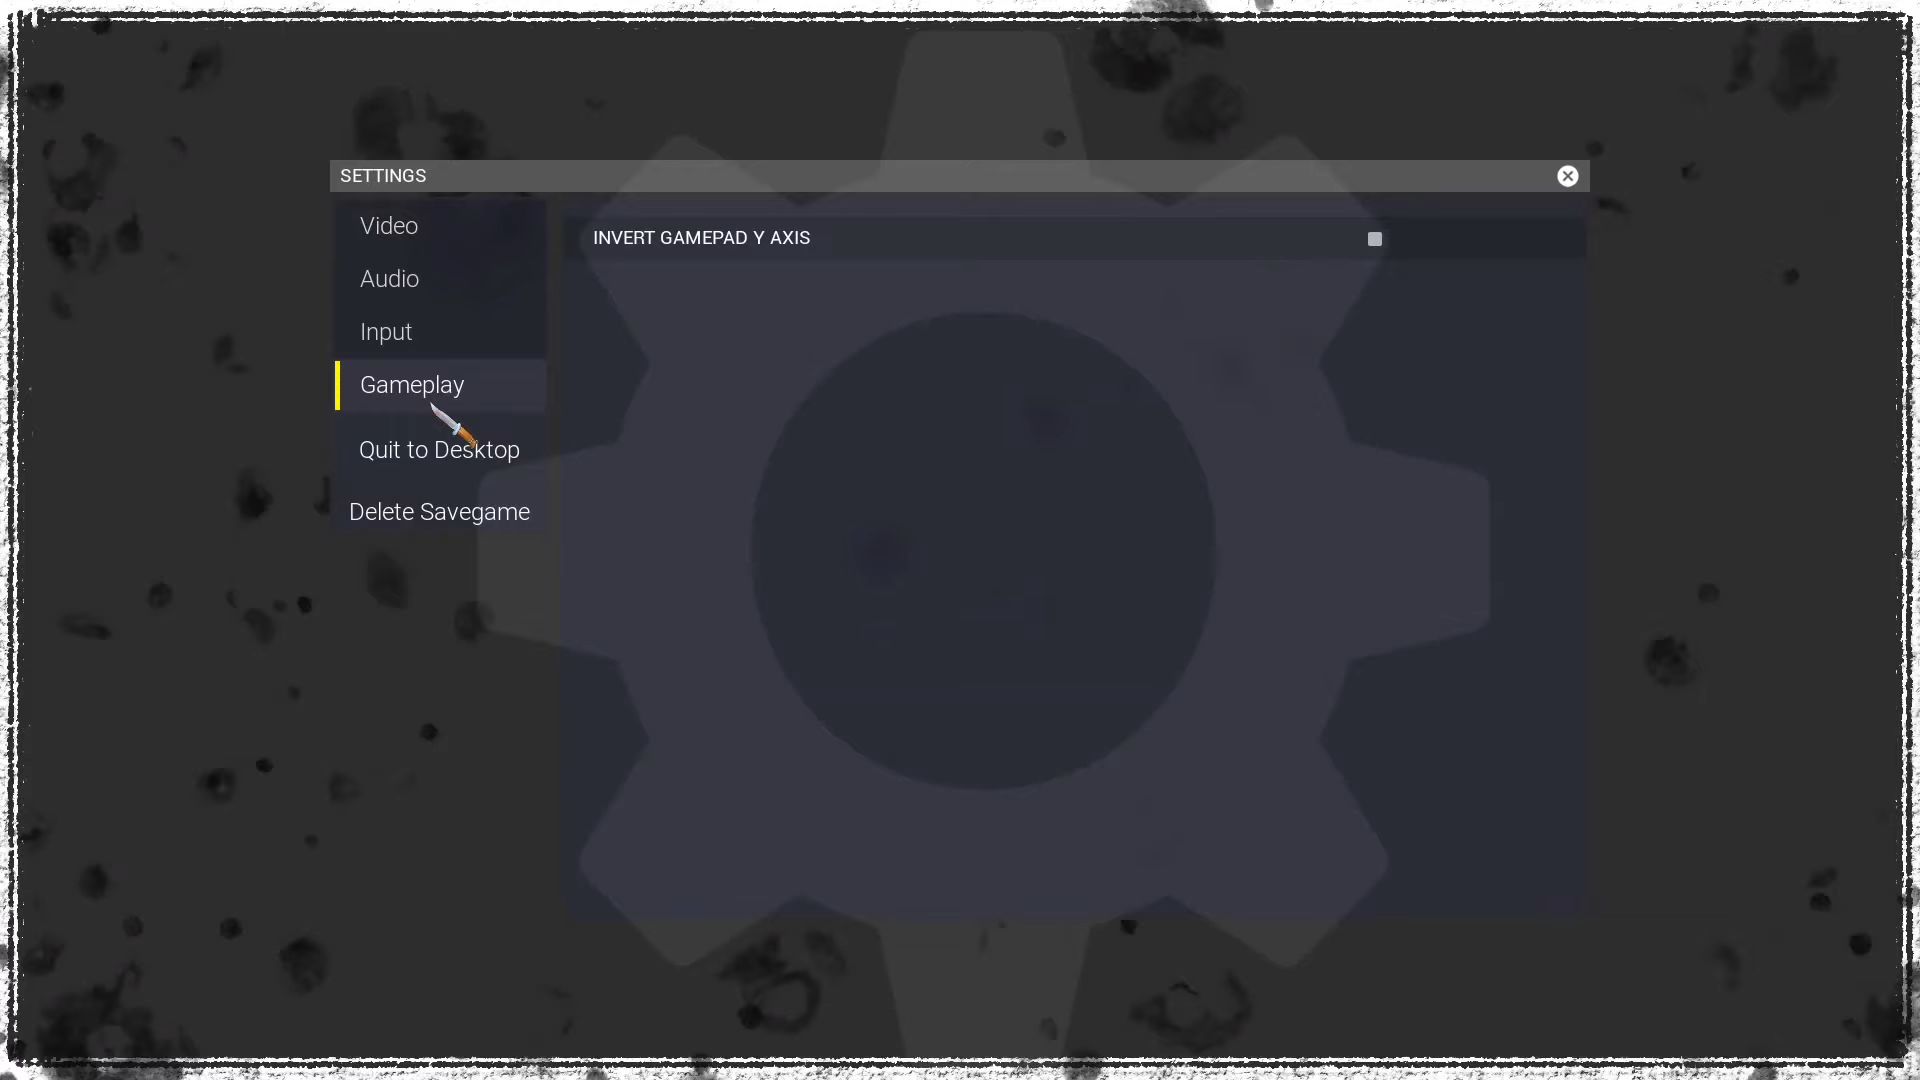 SETTINGS
Video
Audio
Input
Gameplay
Quit to Desktop
Delete Savegame
INVERT GAMEPAD Y AXIS